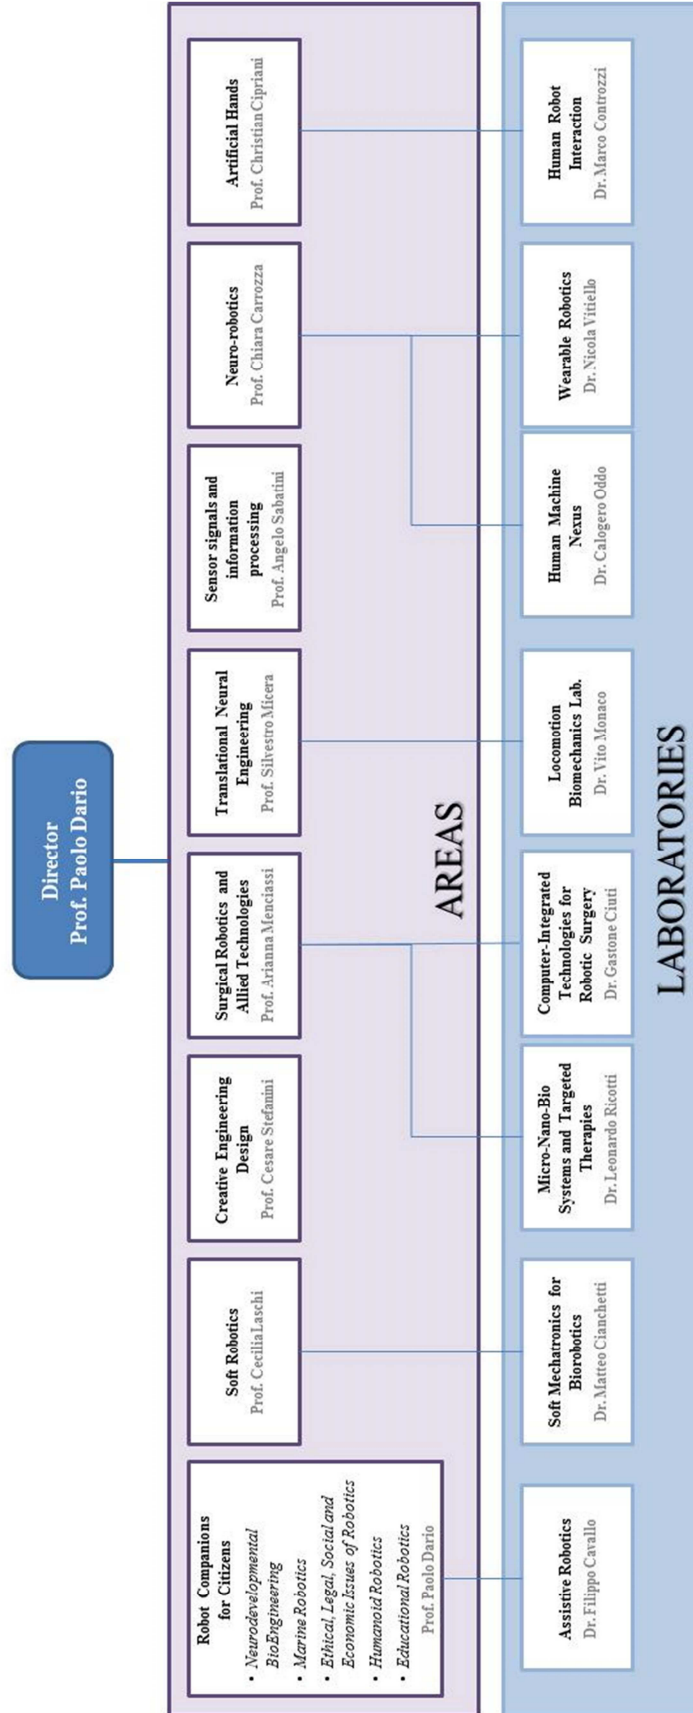 Director
Prof. Paolo Dario
Robot Companions
for Citizens
• Neurodevelopmental
BioEngineering
• Marine Robotics
• Ethical, Legal, Social and
Economic Issues of Robotics
• Humanoid Robotics
• Educational Robotics
Prof. Paolo Dario
Soft Robotics
Prof. Cecilia Laschi
Creative Engineering
Design
Prof. Cesare Stefanini
Surgical Robotics and
Allied Technologies
Prof. Arianna Menciassi
Translational Neural
Engineering
Prof. Silvestro Micera
Sensor signals and
information
processing
Prof. Angelo Sabatini
Neuro-robotics
Prof. Chiara Carrozza
Artificial Hands
Prof. Christian Cipriani
AREAS
Assistive Robotics
Dr. Filippo Cavallo
Soft Mechatronics for
Biorobotics
Dr. Matteo Cianchetti
Micro-Nano-Bio
Systems and Targeted
Therapies
Dr. Leonardo Ricotti
Computer-Integrated
Technologies for
Robotic Surgery
Dr. Gastone Ciuti
Locomotion
Biomechanics Lab.
Dr. Vito Monaco
Human Machine
Nexus
Dr. Calogero Oddo
Wearable Robotics
Dr. Nicola Vitiello
Human Robot
Interaction
Dr. Marco Controzzi
LABORATORIES